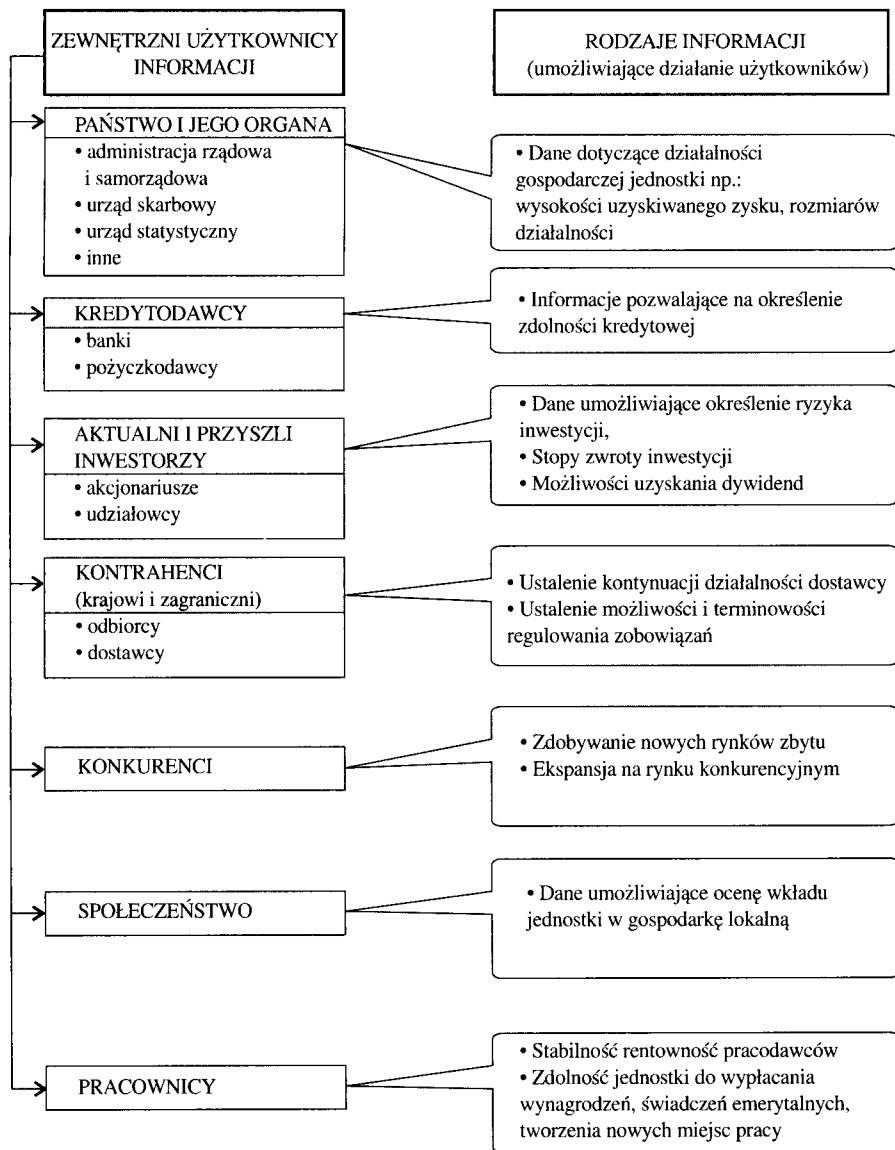 ZEWNĘTRZNI UŻYTKOWNICY
INFORMACJI
RODZAJE INFORMACJI
(umożliwiające działanie użytkowników)
PAŃSTWO I JEGO ORGANA
• administracja rządowa
i samorządowa
• urząd skarbowy
• urząd statystyczny
• inne
• Dane dotyczące działalności
gospodarczej jednostki np.:
wysokości uzyskiwanego zysku, rozmiarów
działalności
KREDYTODAWCY
• banki
• pożyczkodawcy
• Informacje pozwalające na określenie
zdolności kredytowej
AKTUALNI I PRZYSZLI
INWESTORZY
• akcjonariusze
• udziałowcy
• Dane umożliwiające określenie ryzyka
inwestycji,
• Stopy zwroty inwestycji
• Możliwości uzyskania dywidend
KONTRAHENCI
(krajowi i zagraniczni)
• odbiorcy
• dostawcy
• Ustalenie kontynuacji działalności dostawcy
• Ustalenie możliwości i terminowości
regulowania zobowiązań
KONKURENCI
• Zdobywanie nowych rynków zbytu
• Ekspansja na rynku konkurencyjnym
SPOŁECZEŃSTWO
• Dane umożliwiające ocenę wkładu
jednostki w gospodarkę lokalną
PRACOWNICY
• Stabilność rentowność pracodawców
• Zdolność jednostki do wypłacania
wynagrodzeń, świadczeń emerytalnych,
tworzenia nowych miejsc pracy